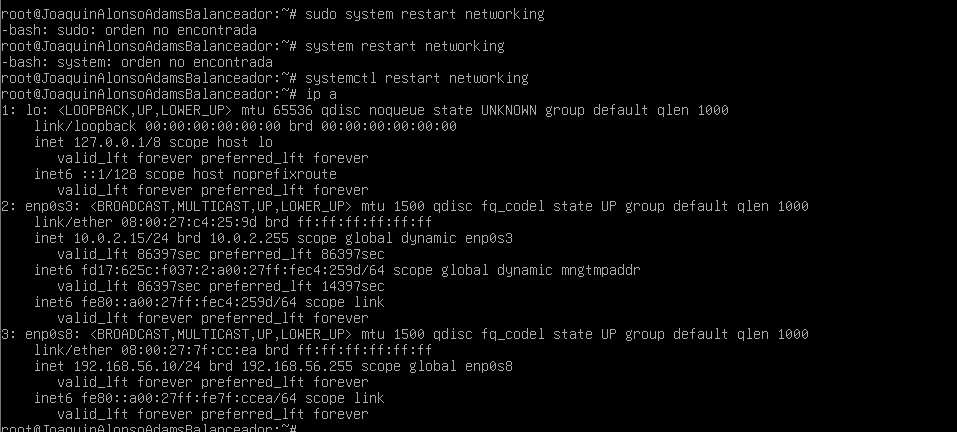 root@JoaquinAlonsoAdamsBalanceador:~# sudo system restart networking
-bash: sudo: orden no encontrada
root@JoaquinAlonsoAdamsBalanceador:~# system restart networking
-bash: system: orden no encontrada
root@JoaquinAlonsoAdamsBalanceador:~# systemctl restart networking
root@JoaquinAlonsoAdamsBalanceador:~# ip a
1: lo: <LOOPBACK,UP,LOWER_UP> mtu 65536 qdisc noqueue state UNKNOWN group default qlen 1000
    link/loopback 00:00:00:00:00:00 brd 00:00:00:00:00:00
    inet 127.0.0.1/8 scope host lo
       valid_lft forever preferred_lft forever
    inet6 ::1/128 scope host noprefixroute
       valid_lft forever preferred_lft forever
2: enp0s3: <BROADCAST,MULTICAST,UP,LOWER_UP> mtu 1500 qdisc fq_codel state UP group default qlen 1000
    link/ether 08:00:27:c4:25:9d brd ff:ff:ff:ff:ff:ff
    inet 10.0.2.15/24 brd 10.0.2.255 scope global dynamic enp0s3
       valid_lft 86397sec preferred_lft 86397sec
    inet6 fd17:625c:f037:2:a00:27ff:fec4:259d/64 scope global dynamic mngtmpaddr
       valid_lft 86397sec preferred_lft 14397sec
    inet6 fe80::a00:27ff:fec4:259d/64 scope link
       valid_lft forever preferred_lft forever
3: enp0s8: <BROADCAST,MULTICAST,UP,LOWER_UP> mtu 1500 qdisc fq_codel state UP group default qlen 1000
    link/ether 08:00:27:7f:cc:ea brd ff:ff:ff:ff:ff:ff
    inet 192.168.56.10/24 brd 192.168.56.255 scope global enp0s8
       valid_lft forever preferred_lft forever
    inet6 fe80::a00:27ff:fe7f:ccea/64 scope link
       valid_lft forever preferred_lft forever
root@JoaquinAlonsoAdamsBalanceador:~#